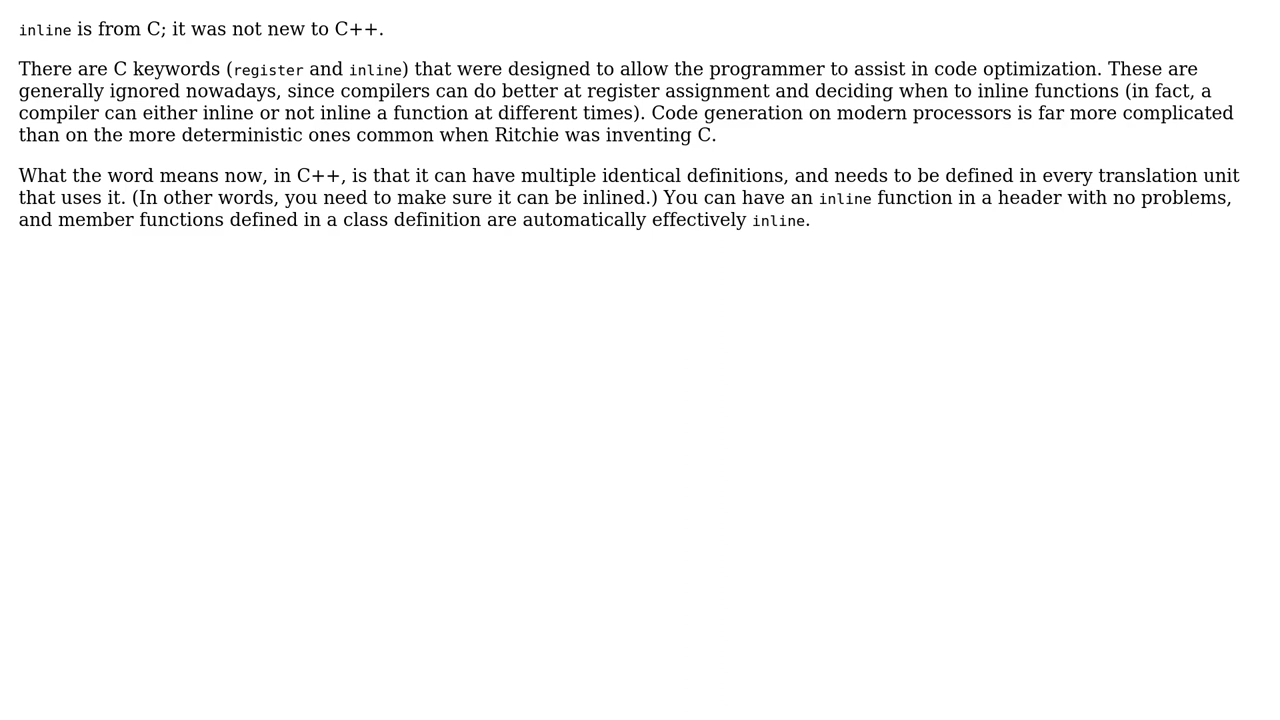 inline is from C; it was not new to C++.
There are C keywords (register and inline) that were designed to allow the programmer to assist in code optimization. These are
generally ignored nowadays, since compilers can do better at register assignment and deciding when to inline functions (in fact, a
compiler can either inline or not inline a function at different times). Code generation on modern processors is far more complicated
than on the more deterministic ones common when Ritchie was inventing C.
What the word means now, in C++, is that it can have multiple identical definitions, and needs to be defined in every translation unit
that uses it. (In other words, you need to make sure it can be inlined.) You can have an inline function in a header with no problems,
and member functions defined in a class definition are automatically effectively inline.